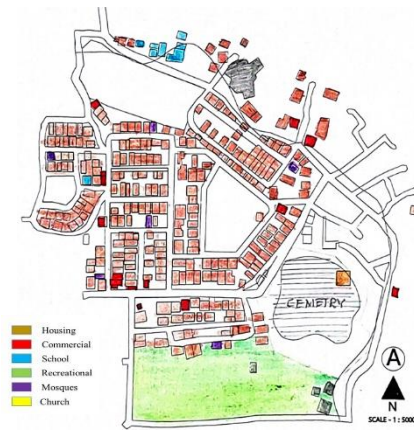 CEMETRY
Housing
Commercial
School
Recreational
Mosques
Church
A
N
SCALE - 1 : 5000